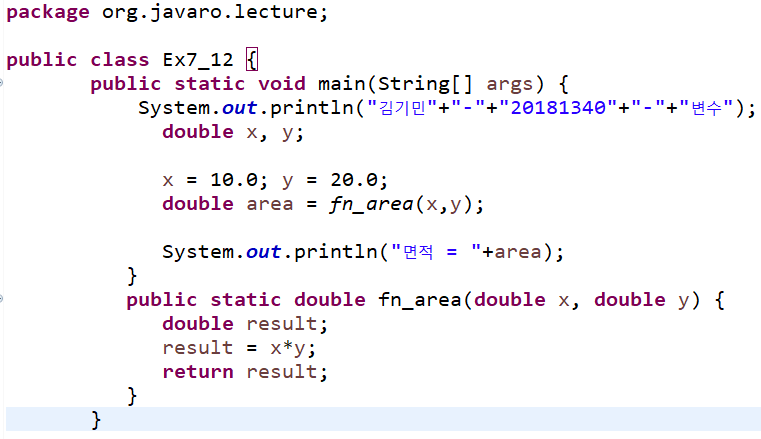 package org.javaro.lecture;
public class Ex7_12 {
public static void main(String[] args) {
System.out.println("김기민"+"-"+"20181340"+"-"+"변수");
double x, y;
x = 10.0; y = 20.0;
double area = fn_area(x,y);
System.out.println("면적 = "+area);
}
public static double fn_area(double x, double y) {
double result;
result = x*y;
return result;
}
}